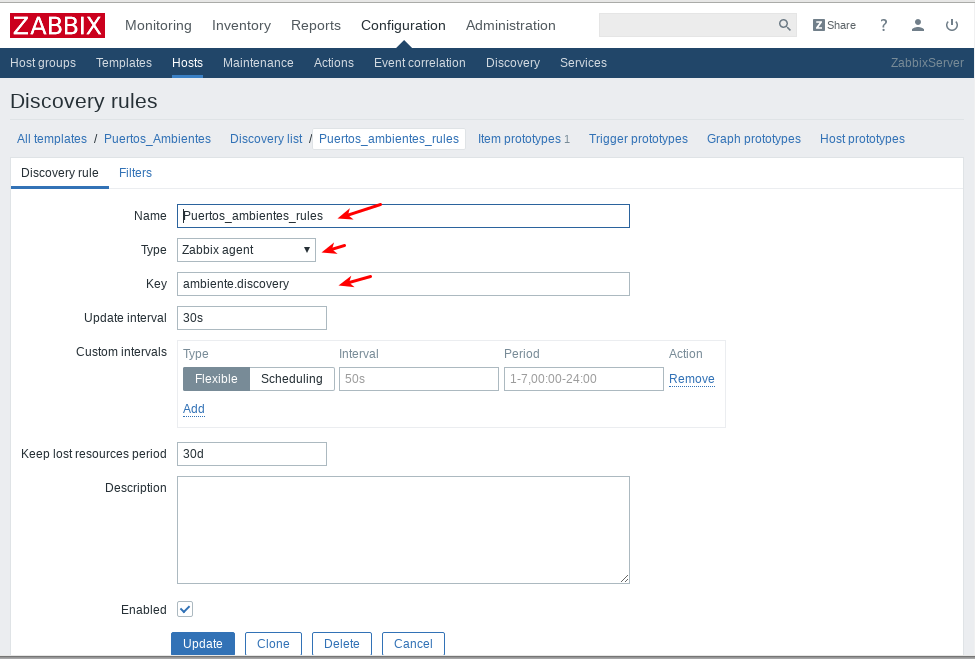 ZABBIX Monitoring Inventory Reports Configuration Administration Z Share ?
Host groups Templates Hosts Maintenance Actions Event correlation Discovery Services ZabbixServer
Discovery rules
All templates / Puertos_Ambientes Discovery list / Puertos_ambientes_rules Item prototypes 1 Trigger prototypes Graph prototypes Host prototypes
Discovery rule Filters
Name Puertos_ambientes_rules
Type Zabbix agent
Key ambiente.discovery
Update interval 30s
Custom intervals Type Interval Period Action
Flexible Scheduling 50s 1-7,00:00-24:00 Remove
Add
Keep lost resources period 30d
Description
Enabled
Update Clone Delete Cancel